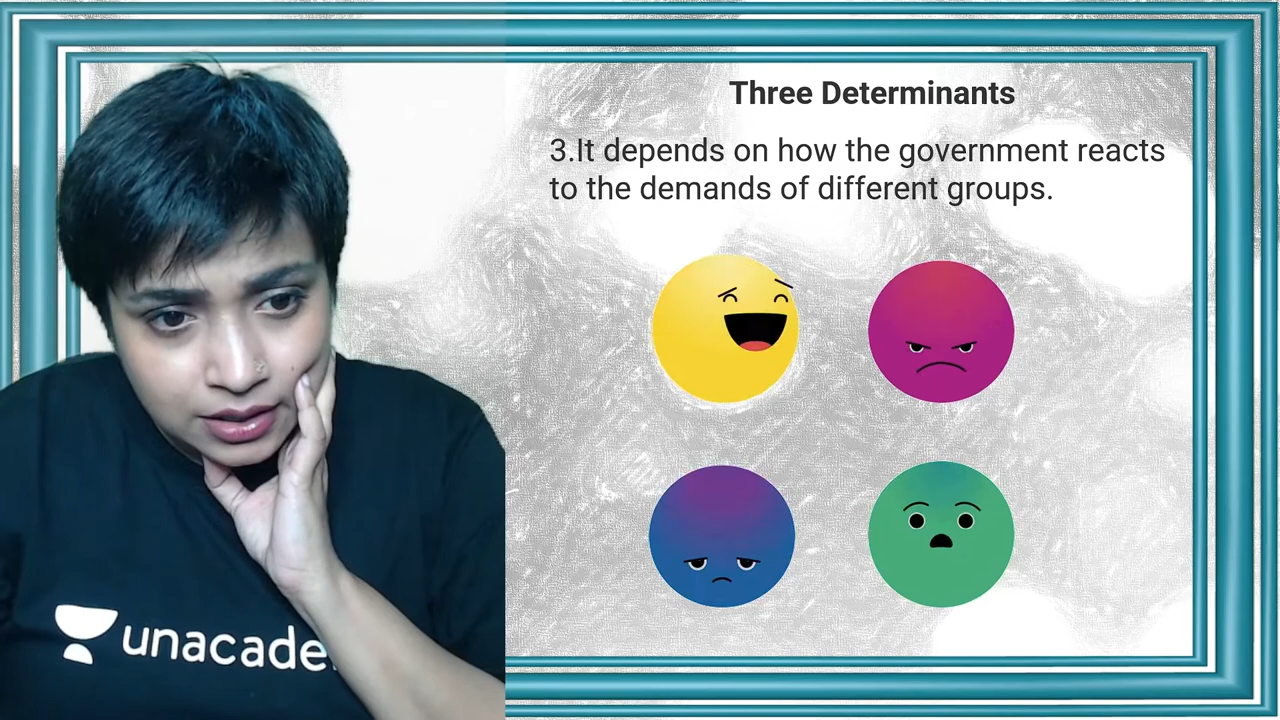 Three Determinants
3.It depends on how the government reacts
to the demands of different groups.
unacade